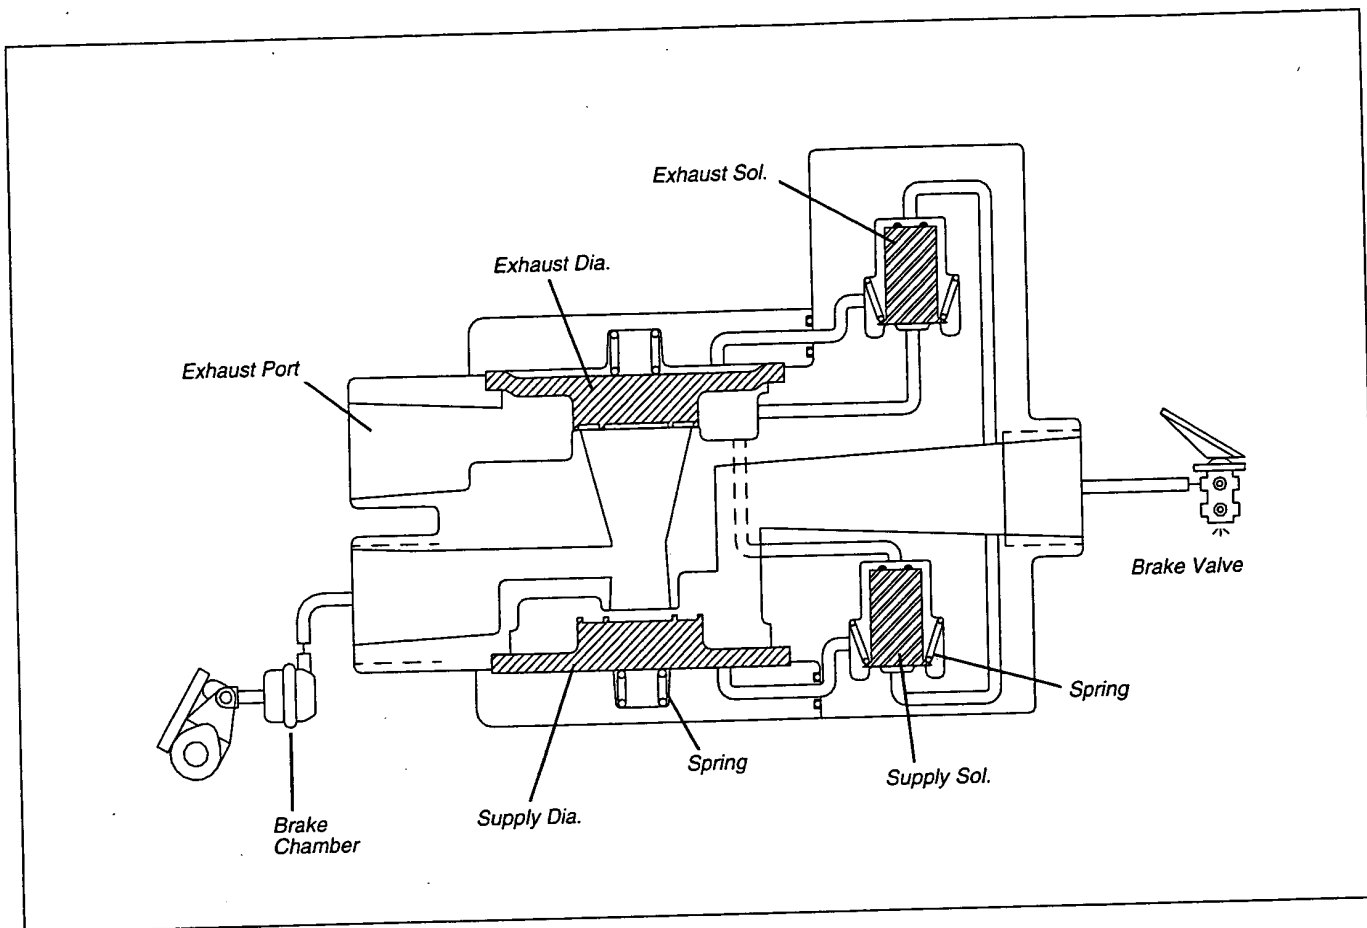 Exhaust Sol.
Exhaust Dia.
Exhaust Port
Brake Valve
Spring
Spring
Supply Sol.
Supply Dia.
Brake
Chamber